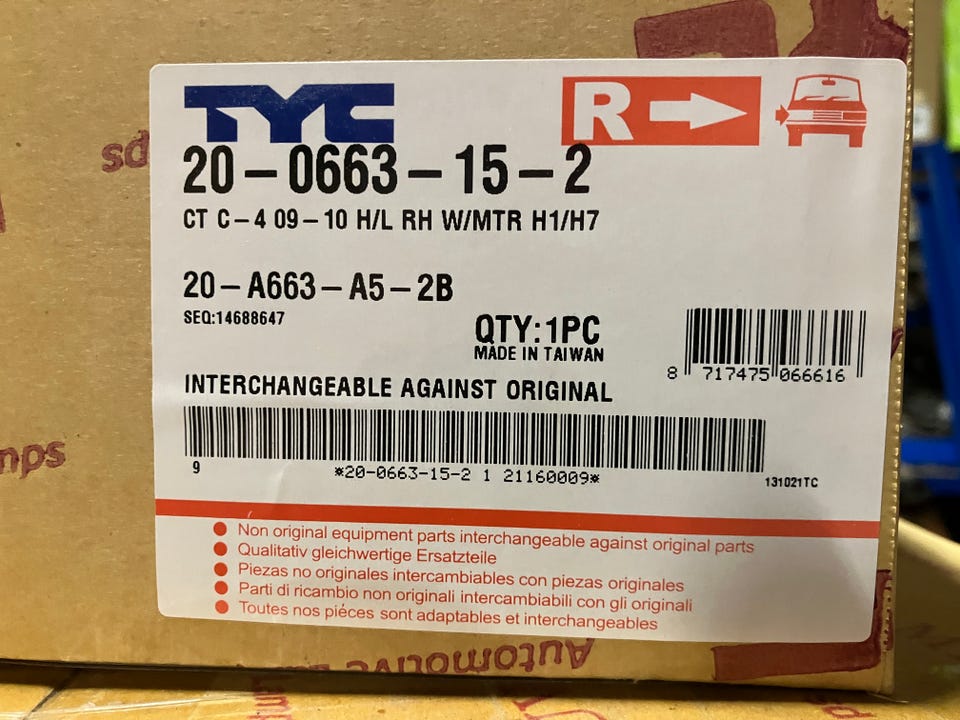 TYC
R
20-0663-15-2
CT C-4 09-10 H/L RH W/MTR H1/H7
20-A663-A5-2B
SEQ:14688647
QTY:1PC
MADE IN TAIWAN
8 717475 066616
INTERCHANGEABLE AGAINST ORIGINAL
9
*20-0663-15-2 1 21160009*
131021TC
Non original equipment parts interchangeable against original parts
Qualitativ gleichwertige Ersatzteile
Piezas no originales intercambiables con piezas originales
Parti di ricambio non originali intercambiabili con gli originali
Toutes nos piéces sont adaptables et interchangeables
Automotive